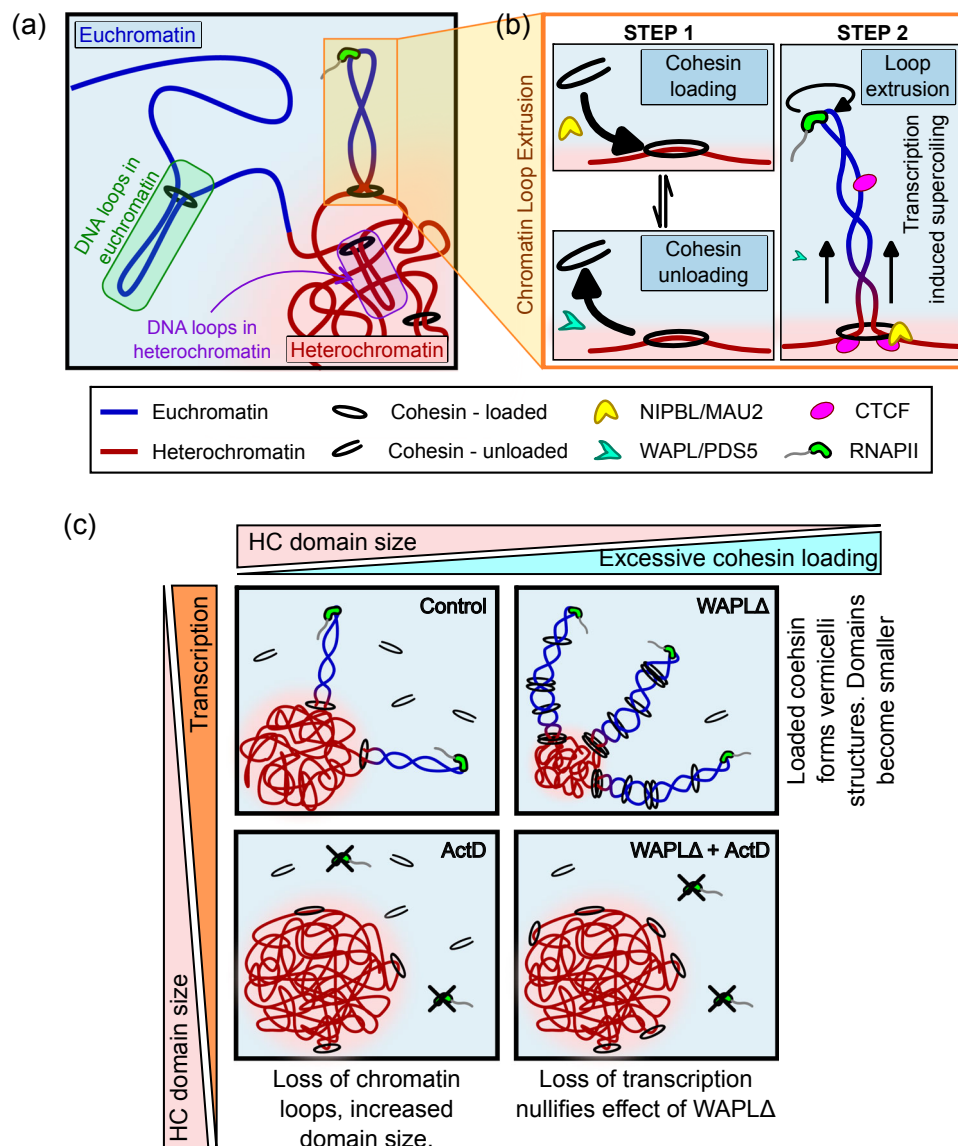 (a)
Euchromatin
DNA loops in
euchromatin
DNA loops in
heterochromatin
Heterochromatin
(b)
Chromatin Loop Extrusion
STEP 1
Cohesin
loading
Cohesin
unloading
STEP 2
Loop
extrusion
Transcription
induced supercoiling
Euchromatin
Cohesin - loaded
NIPBL/MAU2
CTCF
Heterochromatin
Cohesin - unloaded
WAPL/PDS5
RNAPII
(c)
HC domain size
Excessive cohesin loading
Transcription
HC domain size
Control
WAPLΔ
Loaded coehsin
forms vermicelli
structures. Domains
become smaller
ActD
WAPLΔ + ActD
Loss of chromatin
loops, increased
domain size.
Loss of transcription
nullifies effect of WAPLΔ